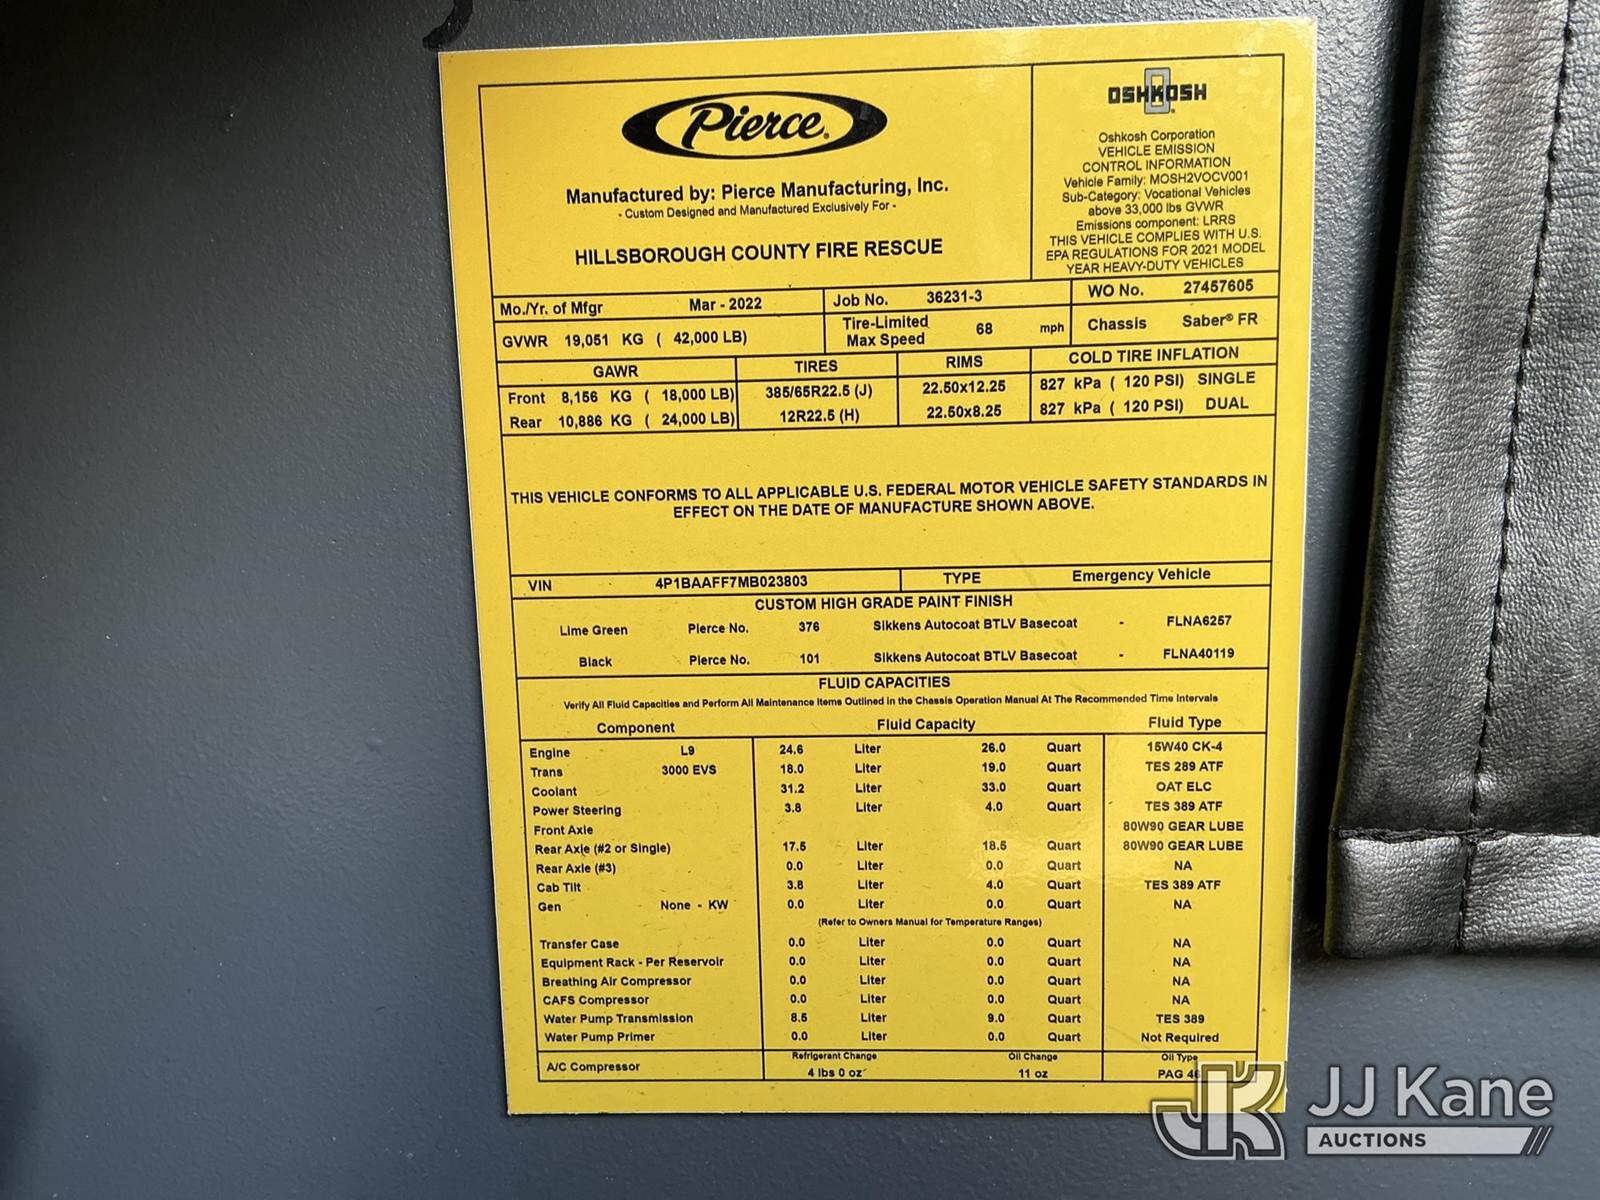 Pierce®
Manufactured by: Pierce Manufacturing, Inc.
- Custom Designed and Manufactured Exclusively For -
HILLSBOROUGH COUNTY FIRE RESCUE
OSHKOSH
Oshkosh Corporation
VEHICLE EMISSION
CONTROL INFORMATION
Vehicle Family: MOSH2VOCV001
Sub-Category: Vocational Vehicles
above 33,000 lbs GVWR
Emissions component: LRRS
THIS VEHICLE COMPLIES WITH U.S.
EPA REGULATIONS FOR 2021 MODEL
YEAR HEAVY-DUTY VEHICLES
Mo./Yr. of Mfgr Mar - 2022 Job No. 36231-3 WO No. 27457605
GVWR 19,051 KG ( 42,000 LB) Tire-Limited Max Speed 68 mph Chassis Saber® FR
GAWR TIRES RIMS COLD TIRE INFLATION
Front 8,156 KG ( 18,000 LB) 385/65R22.5 (J) 22.50x12.25 827 kPa ( 120 PSI) SINGLE
Rear 10,886 KG ( 24,000 LB) 12R22.5 (H) 22.50x8.25 827 kPa ( 120 PSI) DUAL
THIS VEHICLE CONFORMS TO ALL APPLICABLE U.S. FEDERAL MOTOR VEHICLE SAFETY STANDARDS IN
EFFECT ON THE DATE OF MANUFACTURE SHOWN ABOVE.
VIN 4P1BAAFF7MB023803 TYPE Emergency Vehicle
CUSTOM HIGH GRADE PAINT FINISH
Lime Green Pierce No. 376 Sikkens Autocoat BTLV Basecoat - FLNA6257
Black Pierce No. 101 Sikkens Autocoat BTLV Basecoat - FLNA40119
FLUID CAPACITIES
Verify All Fluid Capacities and Perform All Maintenance Items Outlined in the Chassis Operation Manual At The Recommended Time Intervals
Component Fluid Capacity Fluid Type
Engine L9 24.6 Liter 26.0 Quart 15W40 CK-4
Trans 3000 EVS 18.0 Liter 19.0 Quart TES 289 ATF
Coolant 31.2 Liter 33.0 Quart OAT ELC
Power Steering 3.8 Liter 4.0 Quart TES 389 ATF
Front Axle 80W90 GEAR LUBE
Rear Axle (#2 or Single) 17.5 Liter 18.5 Quart 80W90 GEAR LUBE
Rear Axle (#3) 0.0 Liter 0.0 Quart NA
Cab Tilt 3.8 Liter 4.0 Quart TES 389 ATF
Gen None - KW 0.0 Liter 0.0 Quart NA
(Refer to Owners Manual for Temperature Ranges)
Transfer Case 0.0 Liter 0.0 Quart NA
Equipment Rack - Per Reservoir 0.0 Liter 0.0 Quart NA
Breathing Air Compressor 0.0 Liter 0.0 Quart NA
CAFS Compressor 0.0 Liter 0.0 Quart NA
Water Pump Transmission 8.5 Liter 9.0 Quart TES 389
Water Pump Primer 0.0 Liter 0.0 Quart Not Required
Refrigerant Change Oil Change Oil Type
A/C Compressor 4 lbs 0 oz 11 oz PAG 46
JK JJ Kane
AUCTIONS